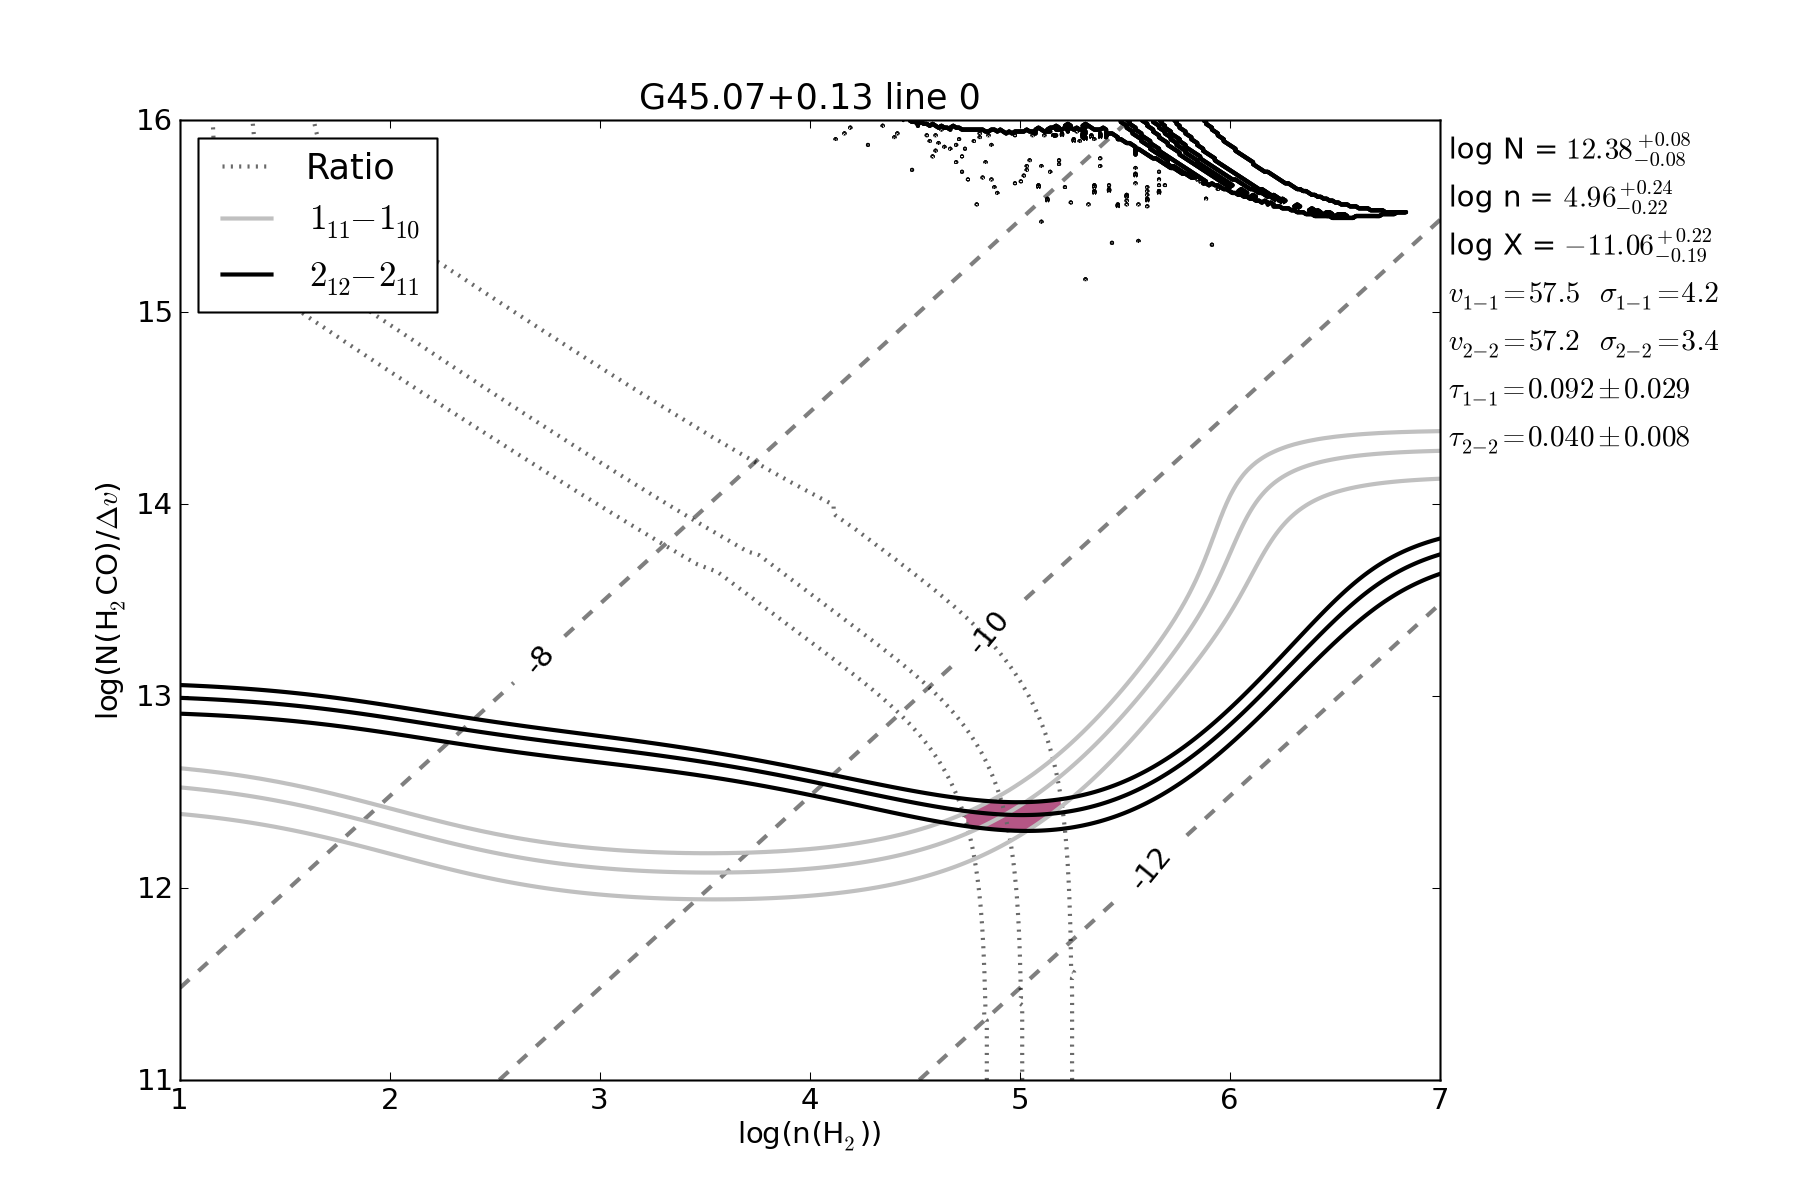 G45.07+0.13 line 0
16
15
14
13
12
11
log(N(H₂CO)/Δv)
Ratio
1₁₁−1₁₀
2₁₂−2₁₁
-8
-10
-12
1 2 3 4 5 6 7
log(n(H₂))
log N = 12.38 +0.08 −0.08
log n = 4.96 +0.24 −0.22
log X = −11.06 +0.22 −0.19
v₁₋₁=57.5 σ₁₋₁=4.2
v₂₋₂=57.2 σ₂₋₂=3.4
τ₁₋₁=0.092±0.029
τ₂₋₂=0.040±0.008